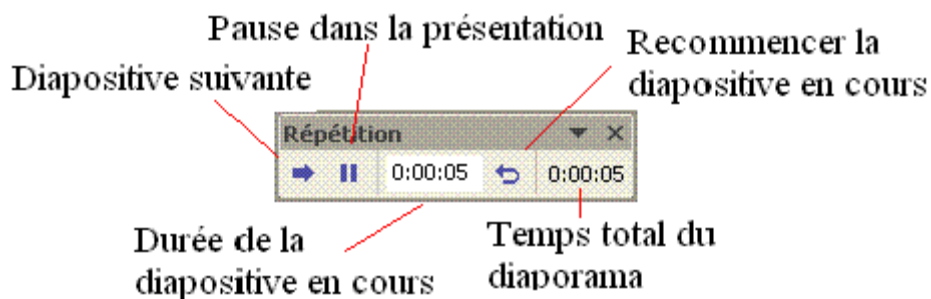 Pause dans la présentation
Recommencer la
diapositive en cours
Diapositive suivante
Répétition
0:00:05
0:00:05
Durée de la
diapositive en cours
Temps total du
diaporama